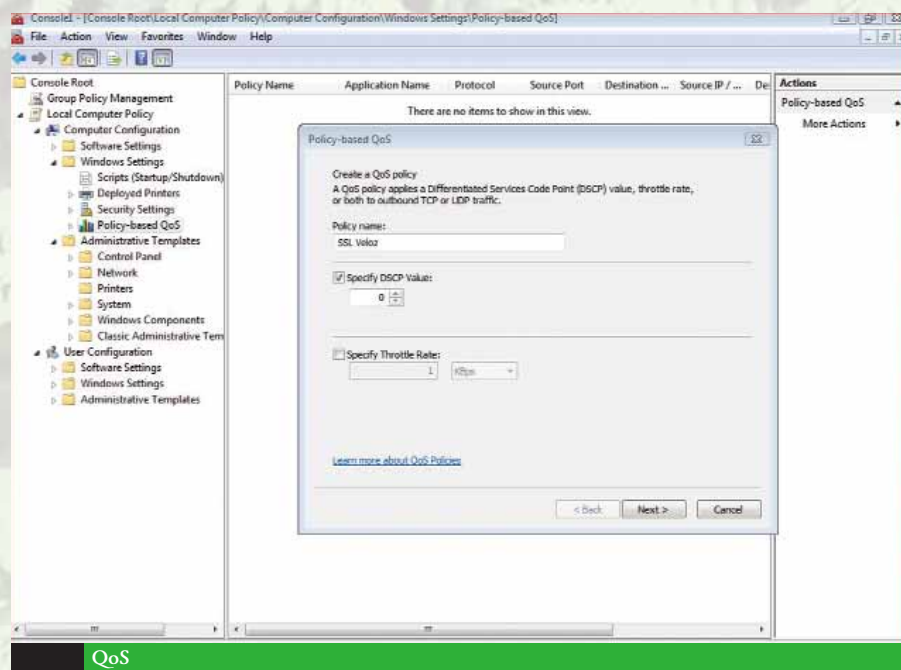 Console1 - [Console Root\Local Computer Policy\Computer Configuration\Windows Settings\Policy-based QoS]
File Action View Favorites Window Help
Console Root
Group Policy Management
Local Computer Policy
Computer Configuration
Software Settings
Windows Settings
Scripts (Startup/Shutdown)
Deployed Printers
Security Settings
Policy-based QoS
Administrative Templates
Control Panel
Network
Printers
System
Windows Components
Classic Administrative Tem
User Configuration
Software Settings
Windows Settings
Administrative Templates
Policy Name Application Name Protocol Source Port Destination ... Source IP / ... De
There are no items to show in this view.
Policy-based QoS
Create a QoS policy
A QoS policy applies a Differentiated Services Code Point (DSCP) value, throttle rate,
or both to outbound TCP or UDP traffic.
Policy name:
SSL Veloz
Specify DSCP Value:
0
Specify Throttle Rate:
1 KBps
Learn more about QoS Policies
< Back Next > Cancel
Actions
Policy-based QoS
More Actions
QoS